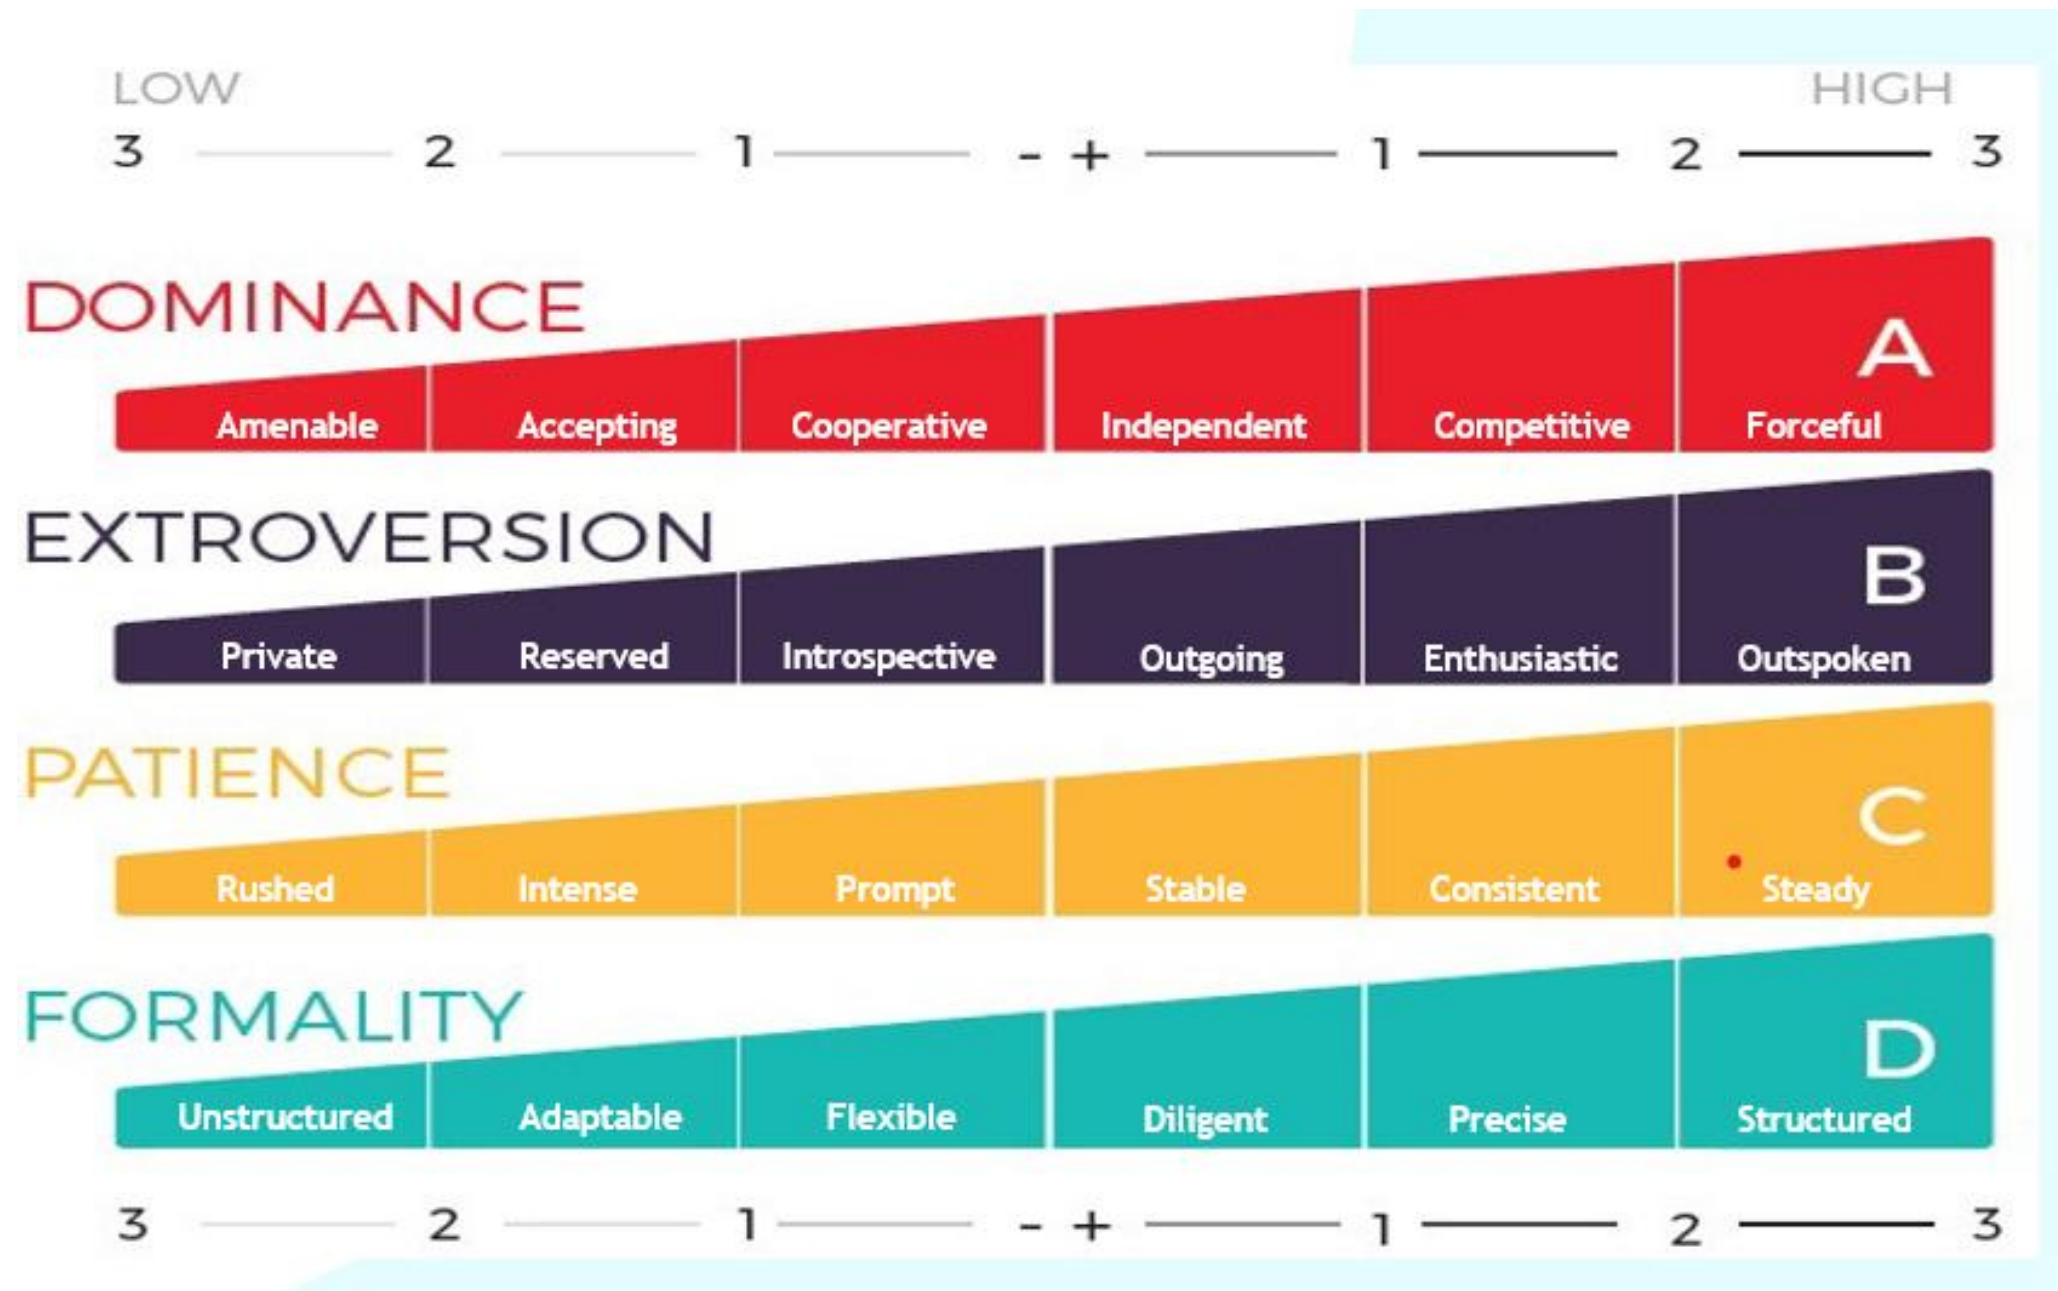 LOW HIGH
3 2 1 - + 1 2 3
DOMINANCE
A
Amenable Accepting Cooperative Independent Competitive Forceful
EXTROVERSION
B
Private Reserved Introspective Outgoing Enthusiastic Outspoken
PATIENCE
C
Rushed Intense Prompt Stable Consistent Steady
FORMALITY
D
Unstructured Adaptable Flexible Diligent Precise Structured
3 2 1 - + 1 2 3